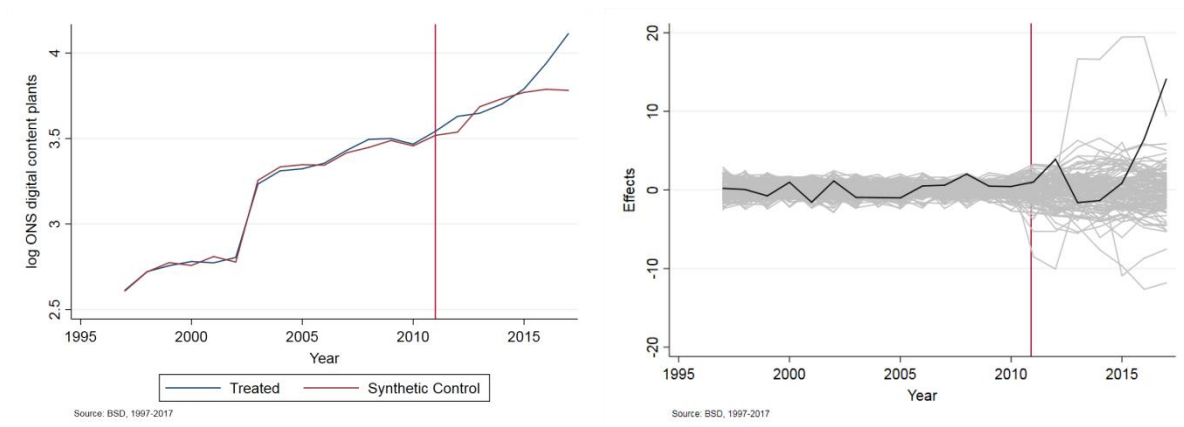 log ONS digital content plants
4
3.5
3
2.5
1995 2000 2005 2010 2015
Year
Treated Synthetic Control
Source: BSD, 1997-2017
Effects
20
10
0
-10
-20
1995 2000 2005 2010 2015
Year
Source: BSD, 1997-2017